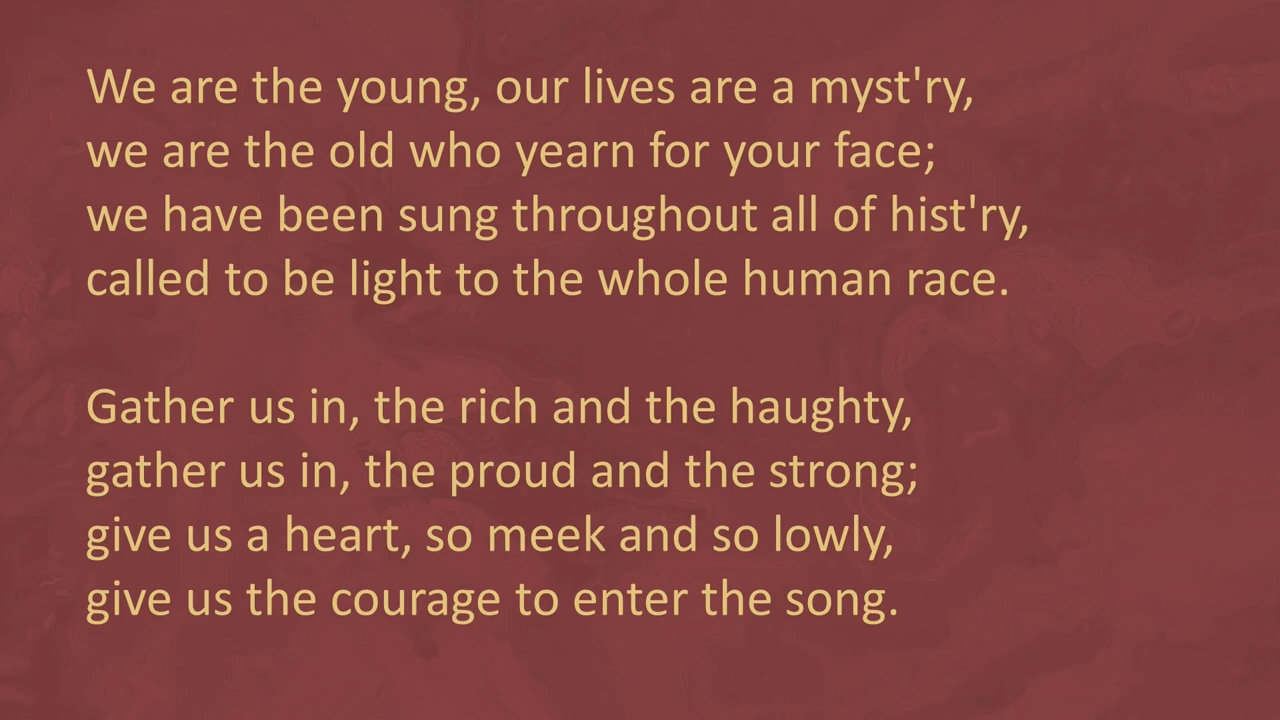 We are the young, our lives are a myst'ry,
we are the old who yearn for your face;
we have been sung throughout all of hist'ry,
called to be light to the whole human race.

Gather us in, the rich and the haughty,
gather us in, the proud and the strong;
give us a heart, so meek and so lowly,
give us the courage to enter the song.